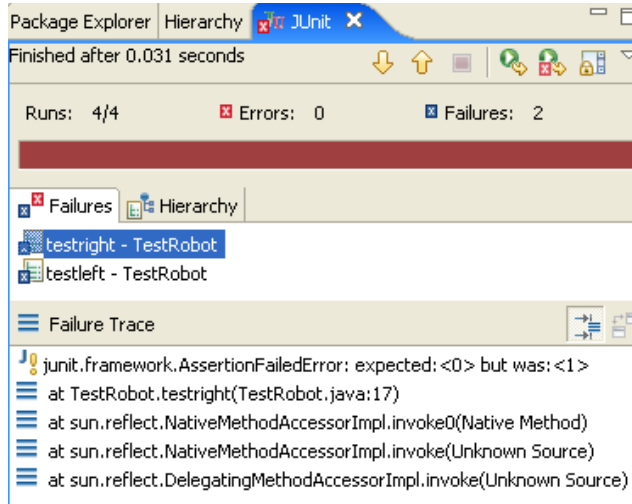 Package Explorer Hierarchy JUnit
Finished after 0.031 seconds
Runs: 4/4 Errors: 0 Failures: 2
Failures Hierarchy
testright - TestRobot
testleft - TestRobot
Failure Trace
junit.framework.AssertionFailedError: expected:<0> but was:<1>
at TestRobot.testright(TestRobot.java:17)
at sun.reflect.NativeMethodAccessorImpl.invoke0(Native Method)
at sun.reflect.NativeMethodAccessorImpl.invoke(Unknown Source)
at sun.reflect.DelegatingMethodAccessorImpl.invoke(Unknown Source)